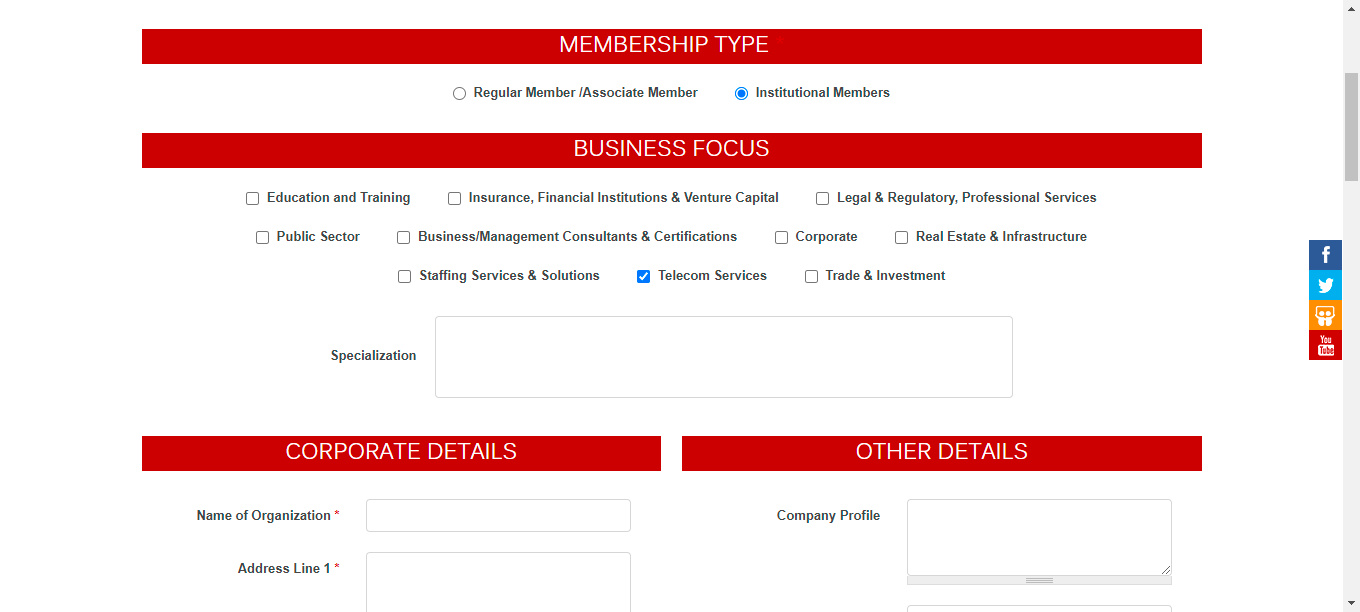 MEMBERSHIP TYPE *
Regular Member /Associate Member Institutional Members
BUSINESS FOCUS
Education and Training Insurance, Financial Institutions & Venture Capital Legal & Regulatory, Professional Services
Public Sector Business/Management Consultants & Certifications Corporate Real Estate & Infrastructure
Staffing Services & Solutions Telecom Services Trade & Investment
Specialization
CORPORATE DETAILS
OTHER DETAILS
Name of Organization *
Company Profile
Address Line 1 *
You
Tube